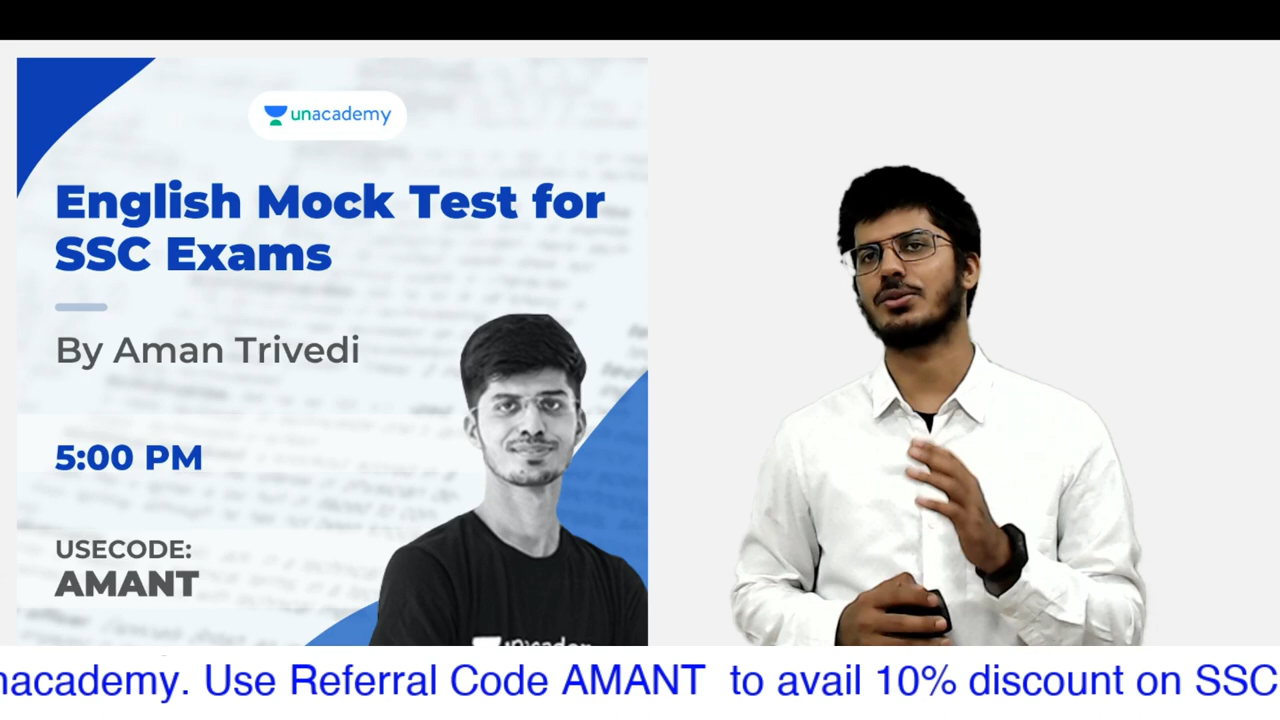 unacademy
English Mock Test for
SSC Exams
By Aman Trivedi
5:00 PM
USECODE:
AMANT
nacademy. Use Referral Code AMANT to avail 10% discount on SSC